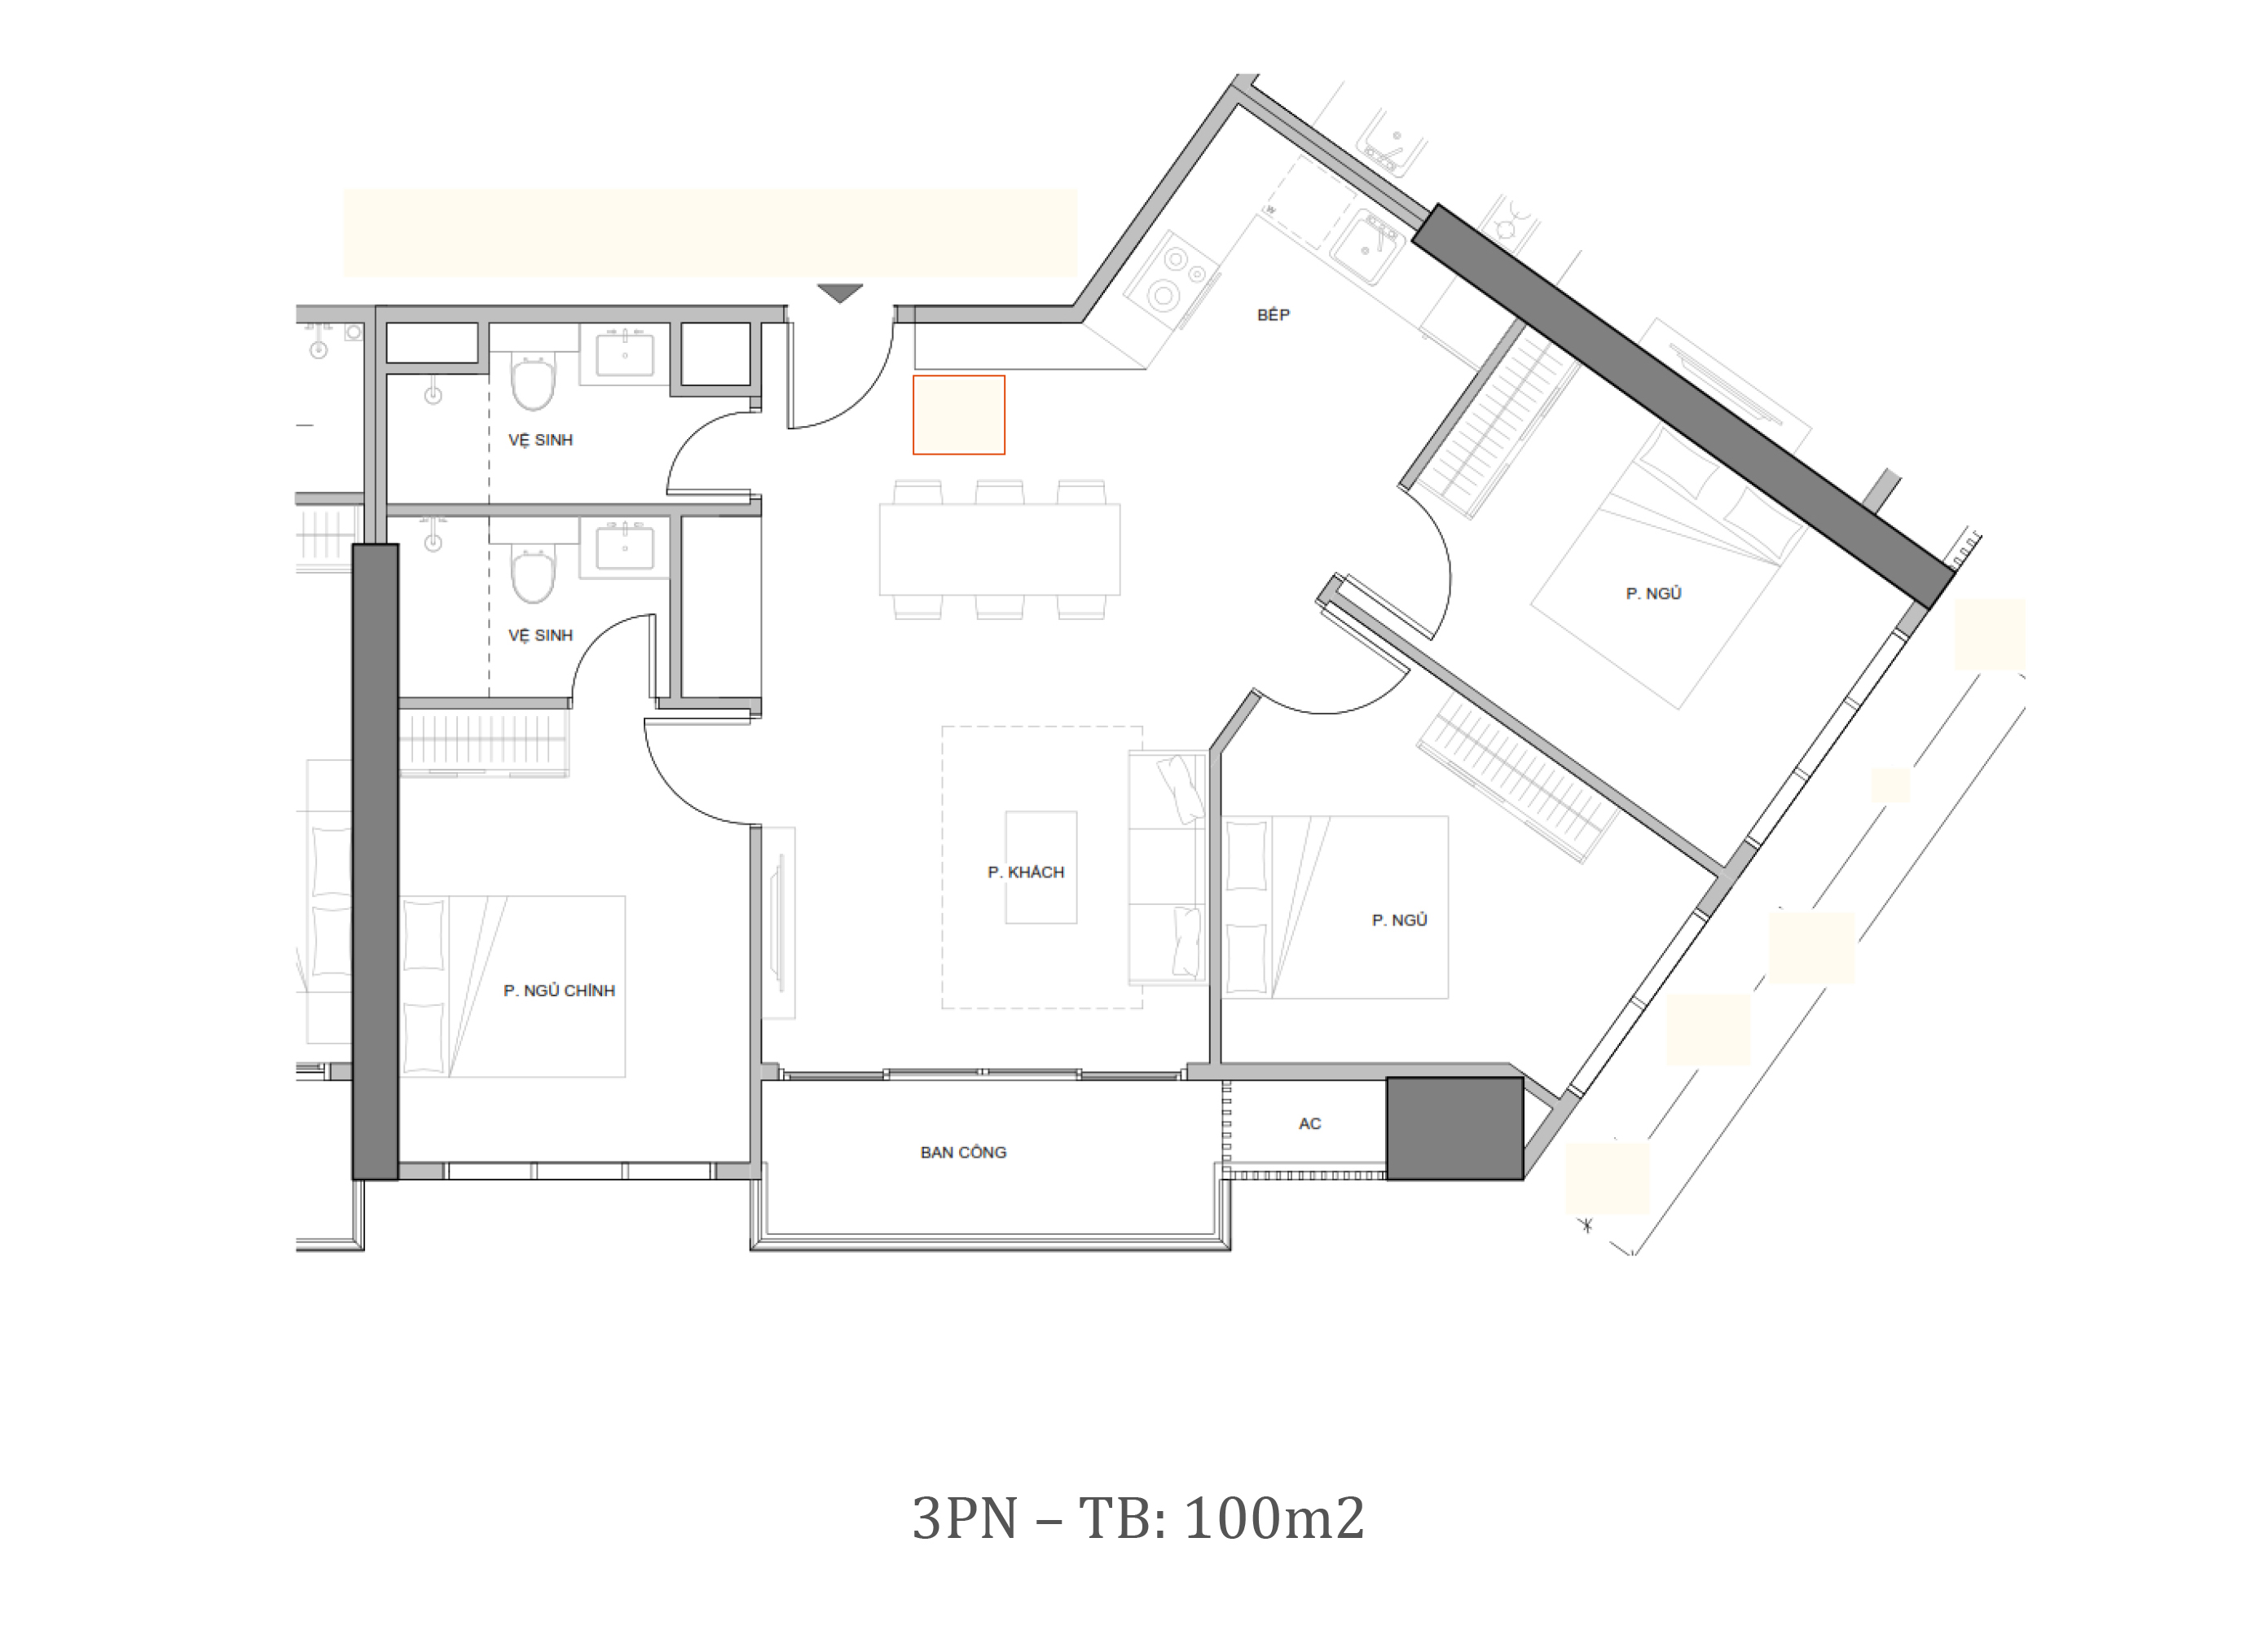 W
BẾP
VỆ SINH
P. NGỦ
VỆ SINH
P. KHÁCH
P. NGỦ
P. NGỦ CHÍNH
AC
BAN CÔNG
3PN – TB: 100m2